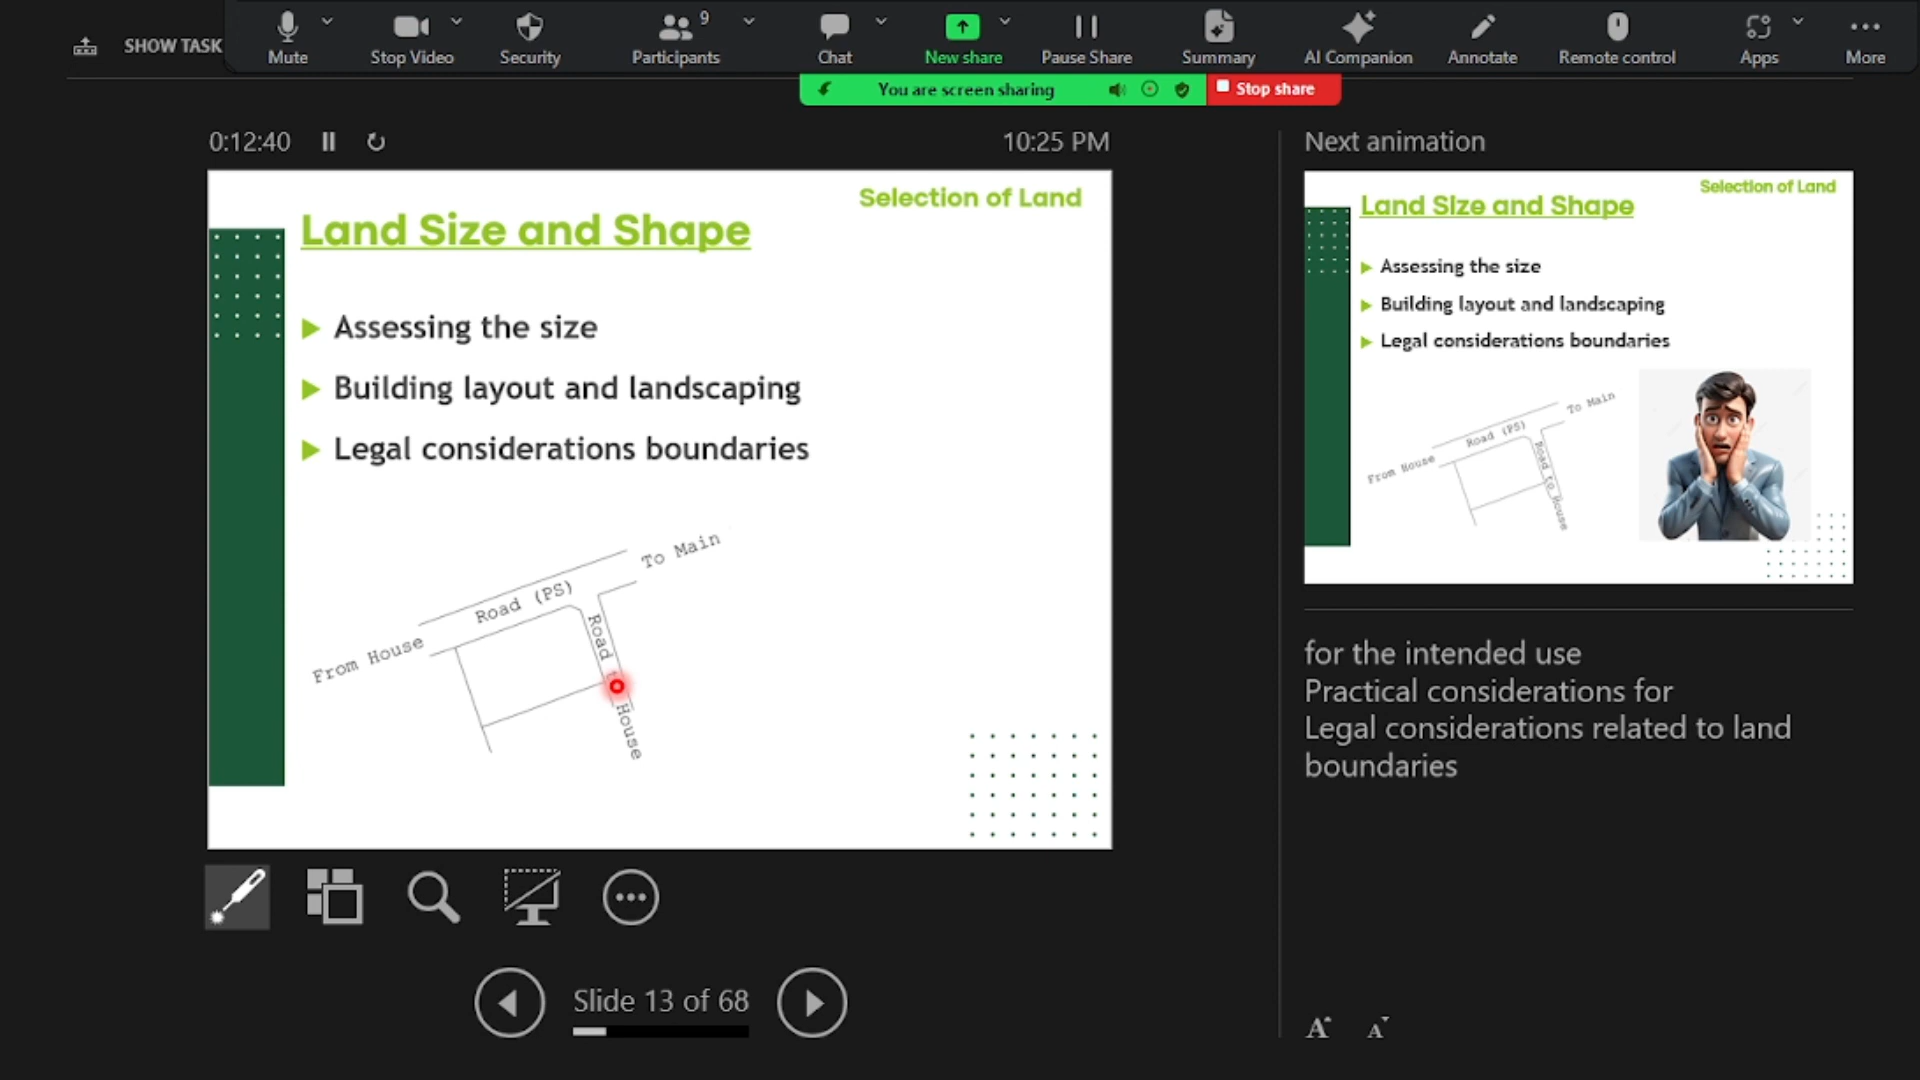 SHOW TASK
Mute
Stop Video
Security
9
Participants
Chat
New share
Pause Share
Summary
AI Companion
Annotate
Remote control
Apps
More
You are screen sharing
Stop share
0:12:40
10:25 PM
Selection of Land
Land Size and Shape
Assessing the size
Building layout and landscaping
Legal considerations boundaries
To Main
Road (PS)
From House
Road
House
Slide 13 of 68
Next animation
Selection of Land
Land Size and Shape
Assessing the size
Building layout and landscaping
Legal considerations boundaries
To Main
Road (PS)
From House
Road to House
for the intended use
Practical considerations for
Legal considerations related to land
boundaries
A
A